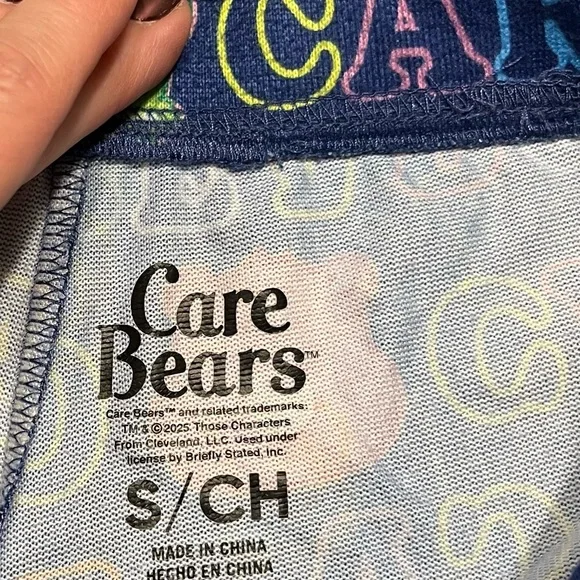 CAR
Care
Bears™
Care Bears™ and related trademarks:
TM & ©2025 Those Characters
From Cleveland, LLC. Used under
license by Briefly Stated, Inc.
S/CH
MADE IN CHINA
HECHO EN CHINA